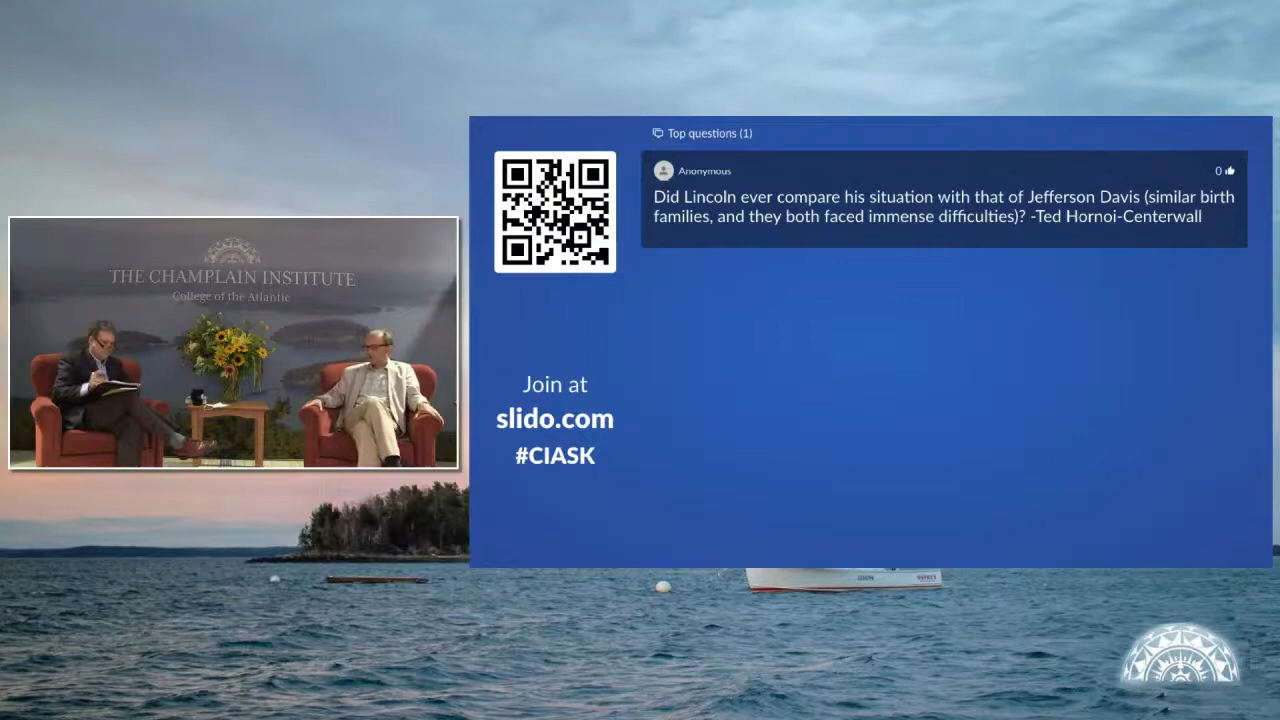 Top questions (1)
Anonymous
0
Did Lincoln ever compare his situation with that of Jefferson Davis (similar birth
families, and they both faced immense difficulties)? -Ted Hornoi-Centerwall
THE CHAMPLAIN INSTITUTE
College of the Atlantic
Join at
slido.com
#CIASK